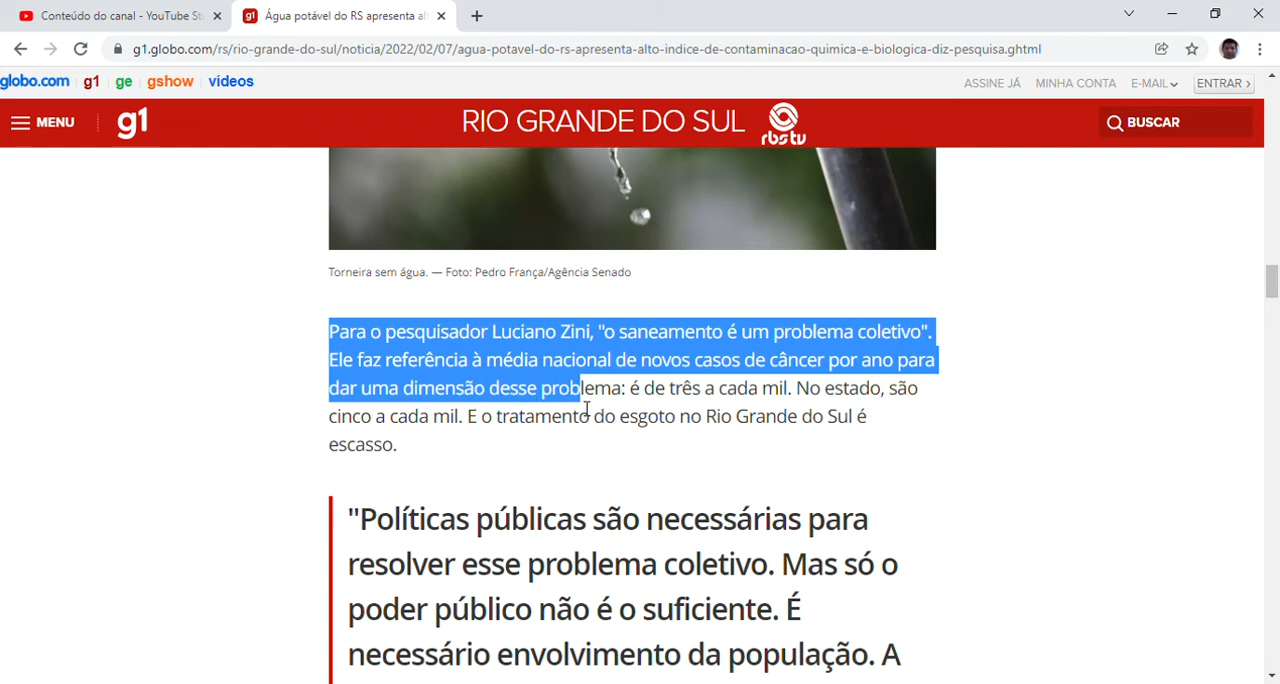 Conteúdo do canal - YouTube St
Água potável do RS apresenta al
g1.globo.com/rs/rio-grande-do-sul/noticia/2022/02/07/agua-potavel-do-rs-apresenta-alto-indice-de-contaminacao-quimica-e-biologica-diz-pesquisa.ghtml
globo.com g1 ge gshow vídeos ASSINE JÁ MINHA CONTA E-MAIL ENTRAR ›
MENU g1 RIO GRANDE DO SUL rbs tv BUSCAR
Torneira sem água. — Foto: Pedro França/Agência Senado
Para o pesquisador Luciano Zini, "o saneamento é um problema coletivo".
Ele faz referência à média nacional de novos casos de câncer por ano para
dar uma dimensão desse problema: é de três a cada mil. No estado, são
cinco a cada mil. E o tratamento do esgoto no Rio Grande do Sul é
escasso.
"Políticas públicas são necessárias para
resolver esse problema coletivo. Mas só o
poder público não é o suficiente. É
necessário envolvimento da população. A